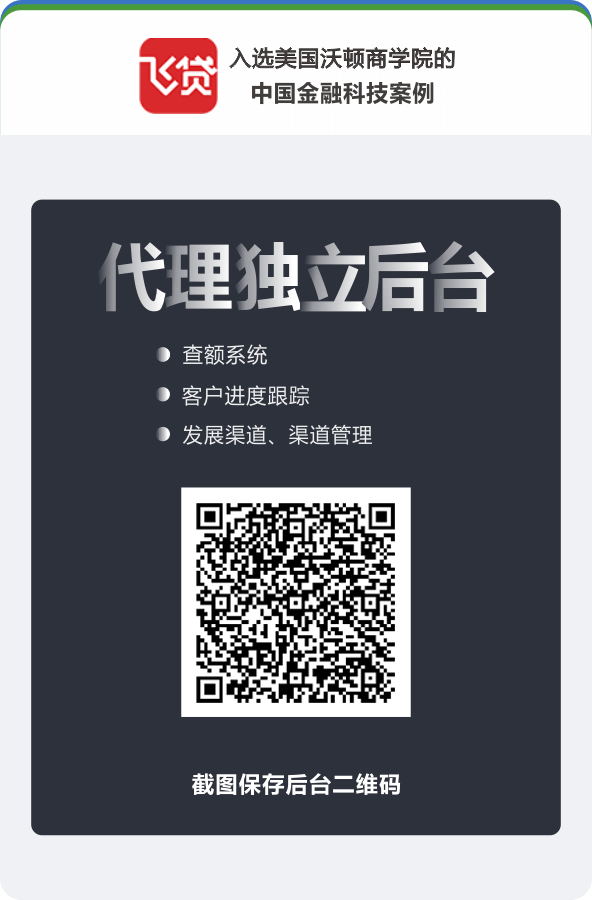 飞贷
入选美国沃顿商学院的
中国金融科技案例
代理独立后台
查额系统
客户进度跟踪
发展渠道、渠道管理
截图保存后台二维码